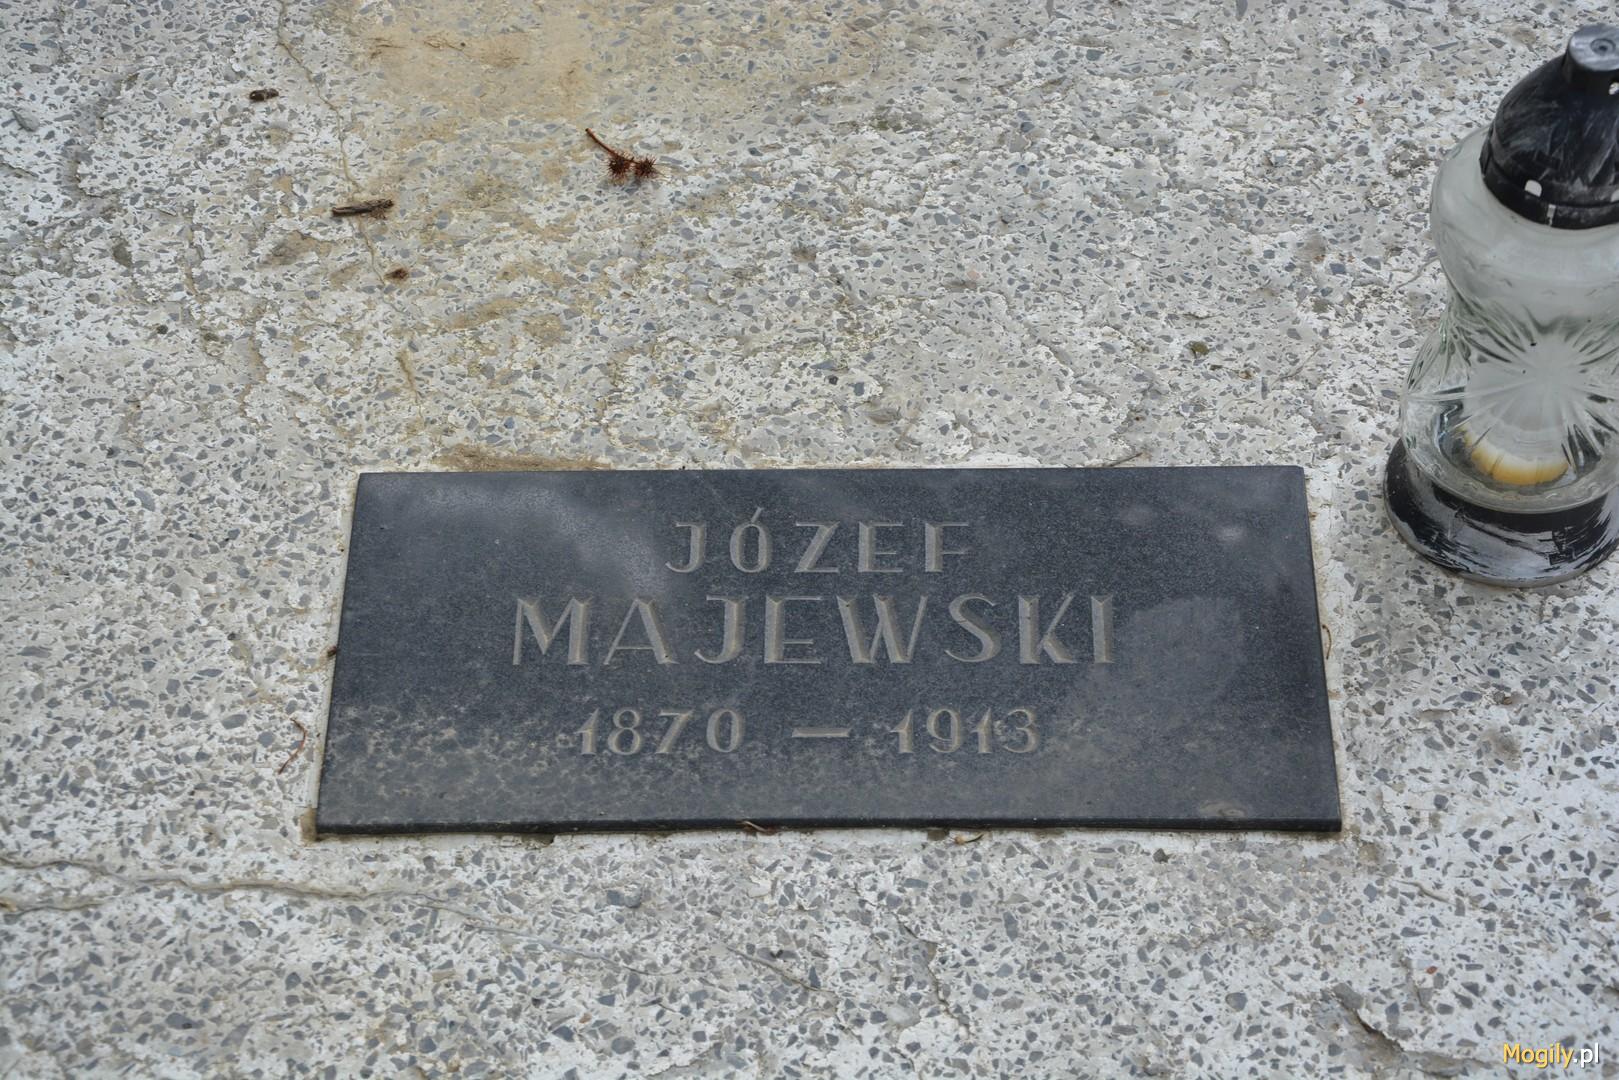 JÓZEF
MAJEWSKI
1870 – 1913
Mogily.pl